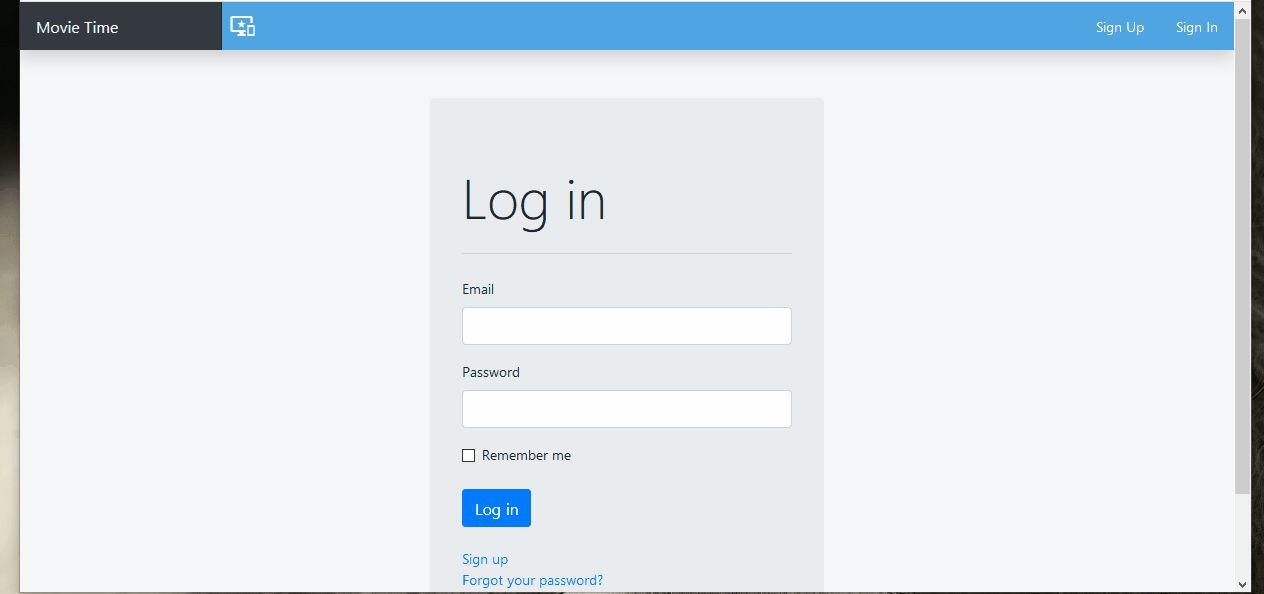 Movie Time
Sign Up
Sign In
Log in
Email
Password
Remember me
Log in
Sign up
Forgot your password?